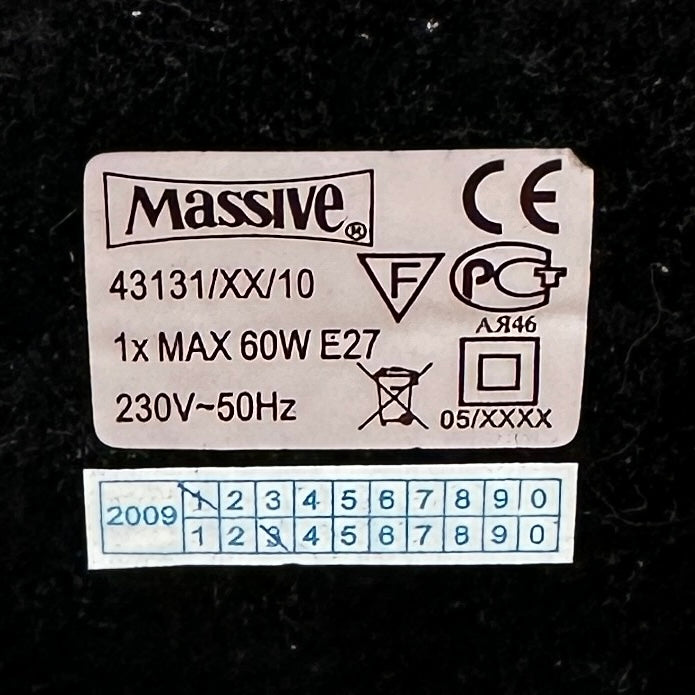 Massive®
CE
43131/XX/10
F
PCT
АЯ46
1x MAX 60W E27
230V~50Hz
05/XXXX
2009 1 2 3 4 5 6 7 8 9 0
1 2 3 4 5 6 7 8 9 0